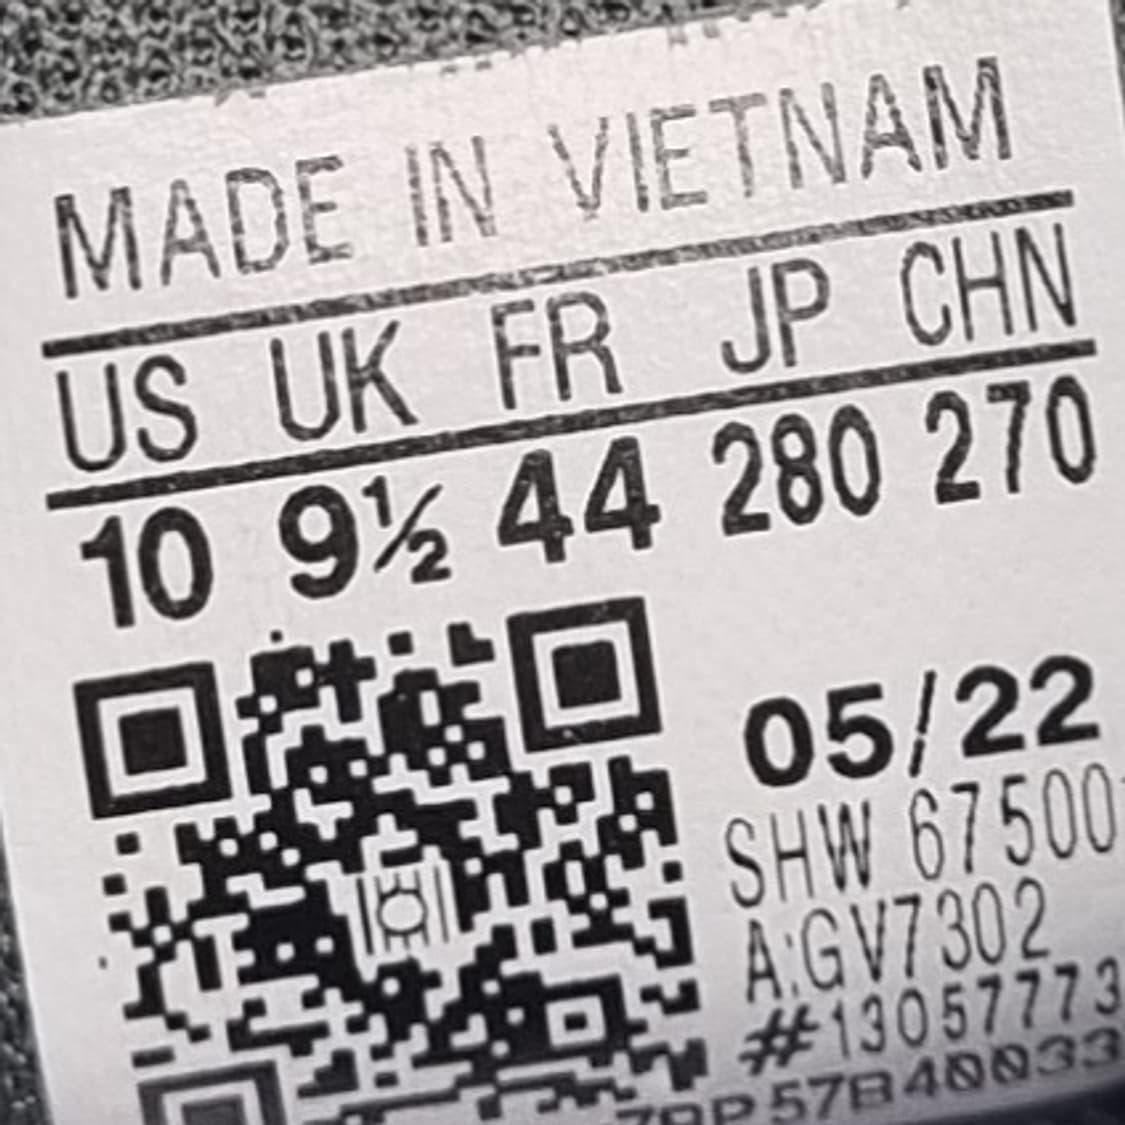 MADE IN VIETNAM
US UK FR JP CHN
10 9½ 44 280 270
05/22
SHW 67500
A:GV7302
#13057773